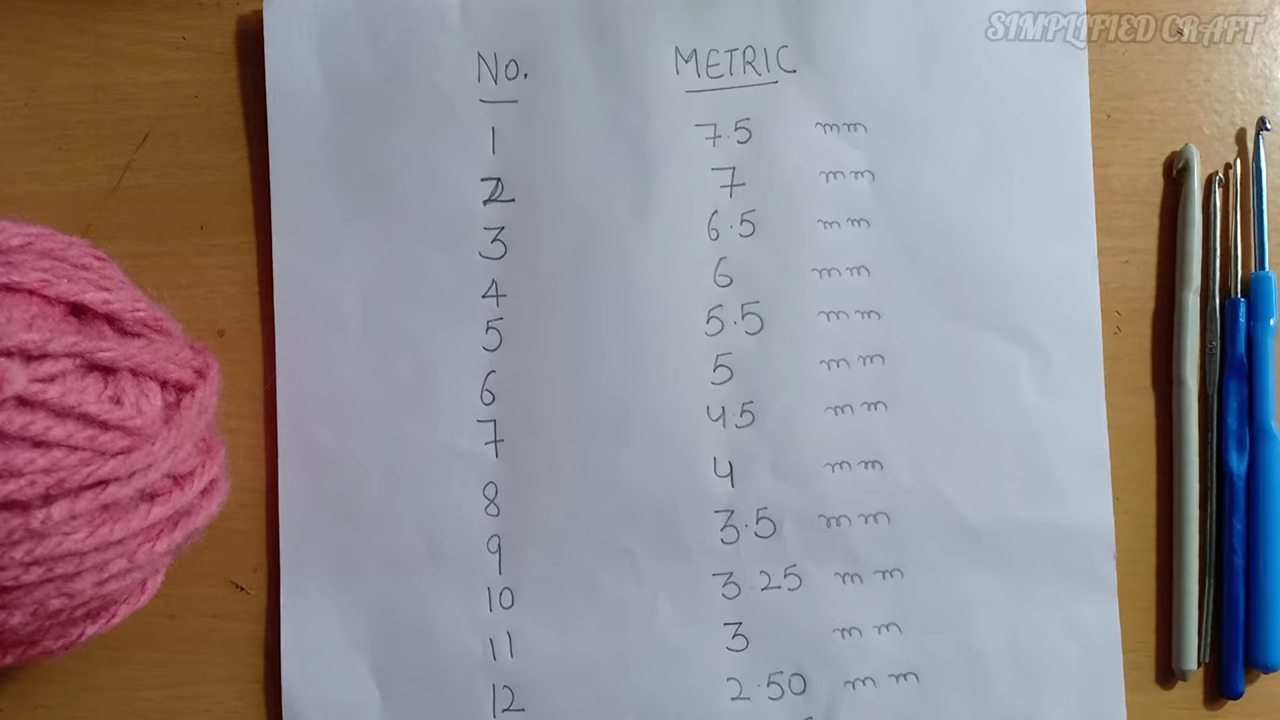 SIMPLIFIED CRAFT
No. METRIC
1 7.5 mm
2 7 mm
3 6.5 mm
4 6 mm
5 5.5 mm
6 5 mm
7 4.5 mm
8 4 mm
9 3.5 mm
10 3.25 mm
11 3 mm
12 2.50 mm